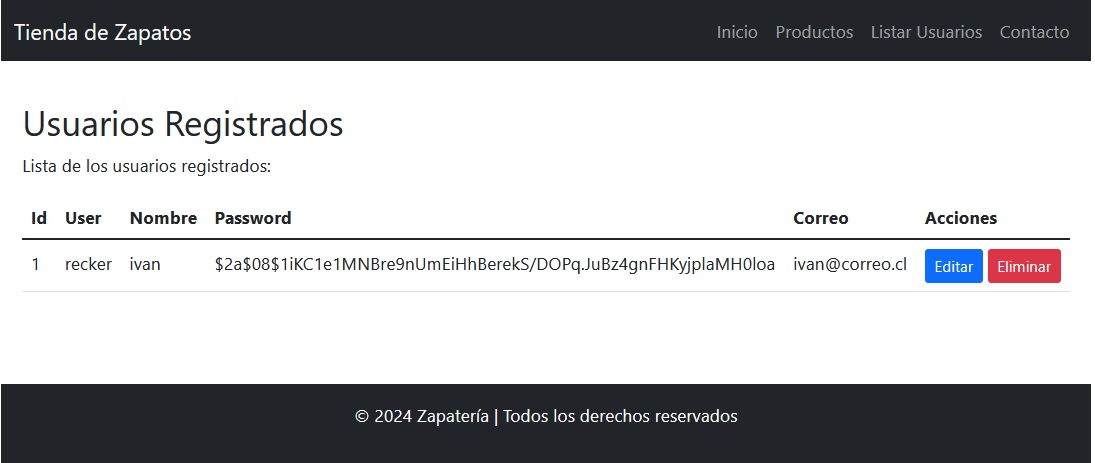 Tienda de Zapatos Inicio Productos Listar Usuarios Contacto
Usuarios Registrados
Lista de los usuarios registrados:
Id User Nombre Password Correo Acciones
1 recker ivan $2a$08$1iKC1e1MNBre9nUmEiHhBerekS/DOPq.JuBz4gnFHKyjplaMH0loa ivan@correo.cl Editar Eliminar
© 2024 Zapatería | Todos los derechos reservados